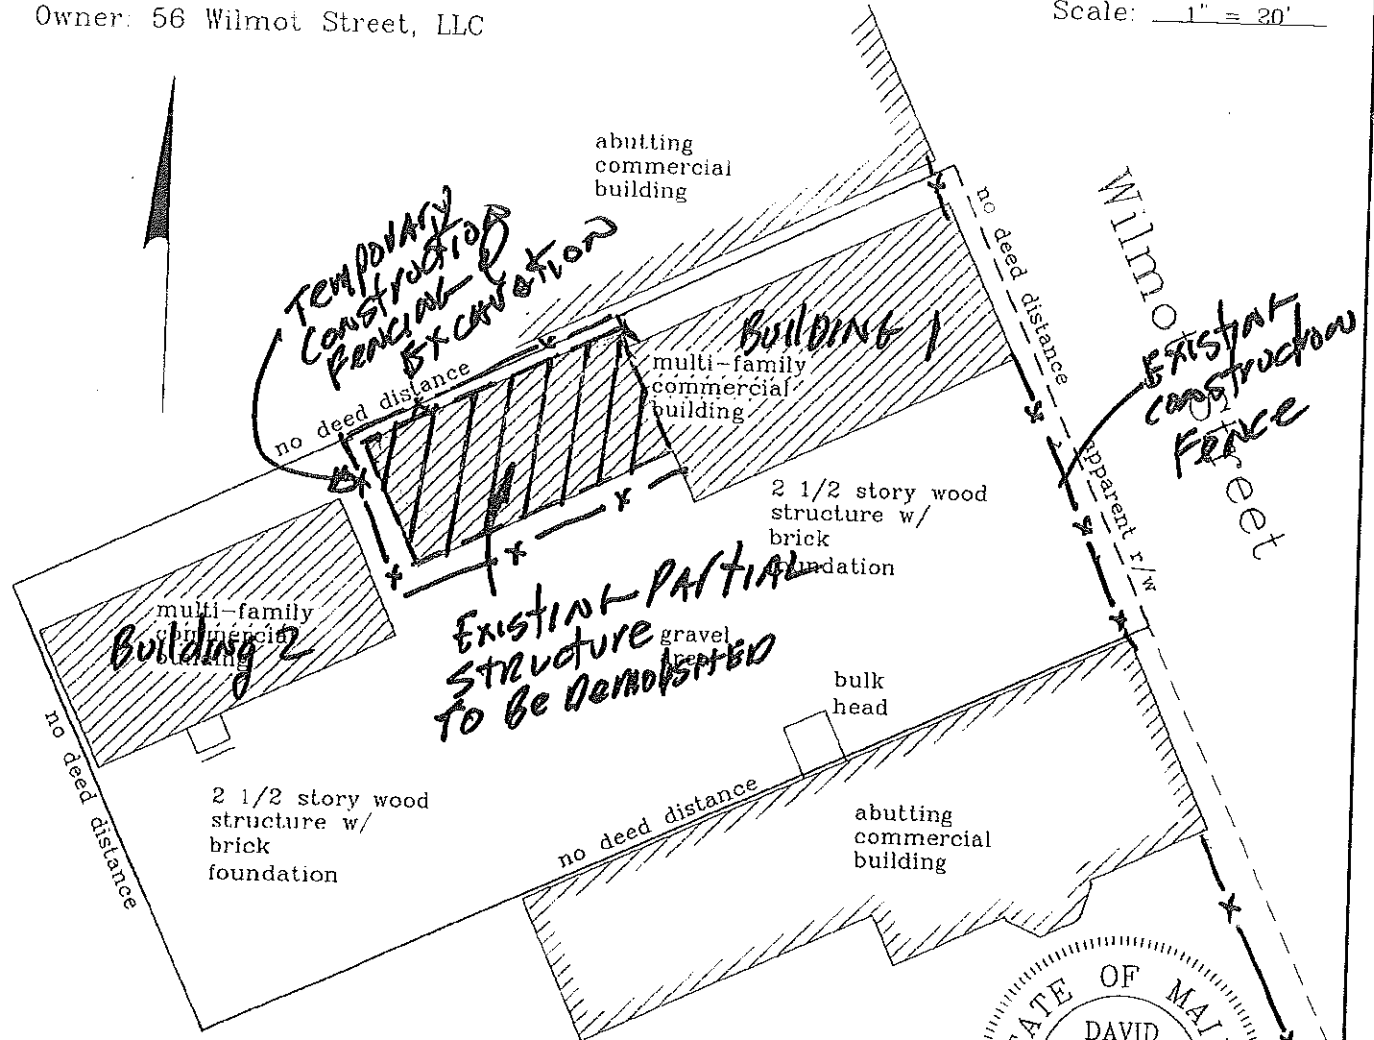 Owner: 56 Wilmot Street, LLC
Scale: 1" = 20'
abutting
commercial
building
Temporary
Construction
Fencing @
Excavation
no deed distance
Building 1
multi-family
commercial
building
no deed distance
Wilmot Street
Existing
construction
Fence
apparent r/w
2 1/2 story wood
structure w/
brick
foundation
Existing Partial
Structure
To Be Demolished
gravel
bulk
head
multi-family
commercial
building
Building 2
no deed distance
2 1/2 story wood
structure w/
brick
foundation
no deed distance
abutting
commercial
building
STATE OF MAI
DAVID